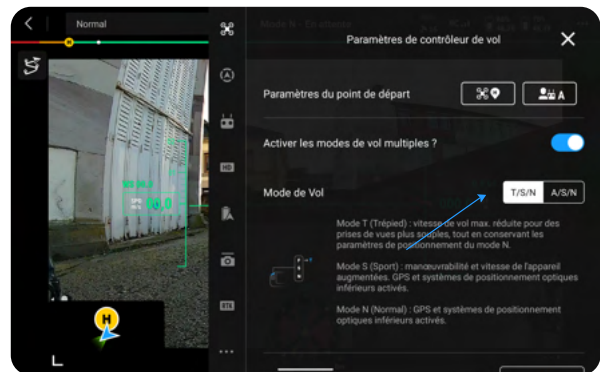 Normal
Paramètres de contrôleur de vol
H
Paramètres du point de départ
A
Activer les modes de vol multiples ?
HD
Mode de Vol
T/S/N
A/S/N
Mode T (Trépied) : vitesse de vol max. réduite pour des
prises de vues plus souples, tout en conservant les
paramètres de positionnement du mode N.
Mode S (Sport) : manœuvrabilité et vitesse de l'appareil
augmentées. GPS et systèmes de positionnement optiques
inférieurs activés.
RTK
Mode N (Normal) : GPS et systèmes de positionnement
optiques inférieurs activés.
H